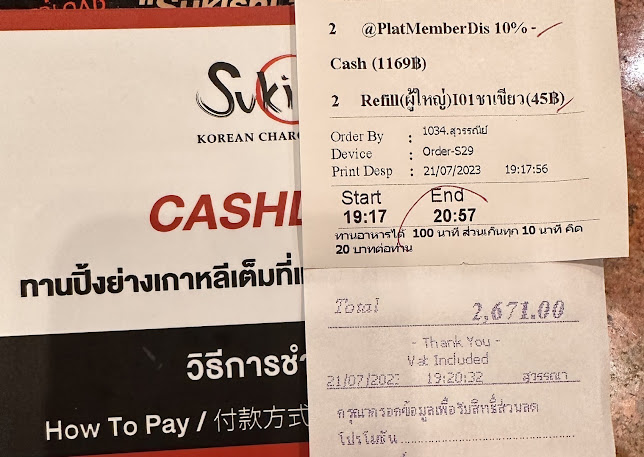 "Sukishi
Suki
KOREAN CHARC
CASHL
ทานปิ้งย่างเกาหลีเต็มที่แ
วิธีการชำ
How To Pay / 付款方式
2 @PlatMemberDis 10% -
Cash (1169฿)
2 Refill(ผู้ใหญ่)I01ชาเขียว(45฿)
Order By : 1034.สุวรรณีย์
Device : Order-S29
Print Desp : 21/07/2023 19:17:56
Start End
19:17 20:57
ทานอาหารได้ 100 นาที ส่วนเกินทุก 10 นาที คิด
20 บาทต่อท่าน
Total 2,671.00
- Thank You -
Vat Included
21/07/2023 19:20:32 สุวรรณา
กรุณากรอกข้อมูลเพื่อรับสิทธิ์ส่วนลด
โปรโมชั่น